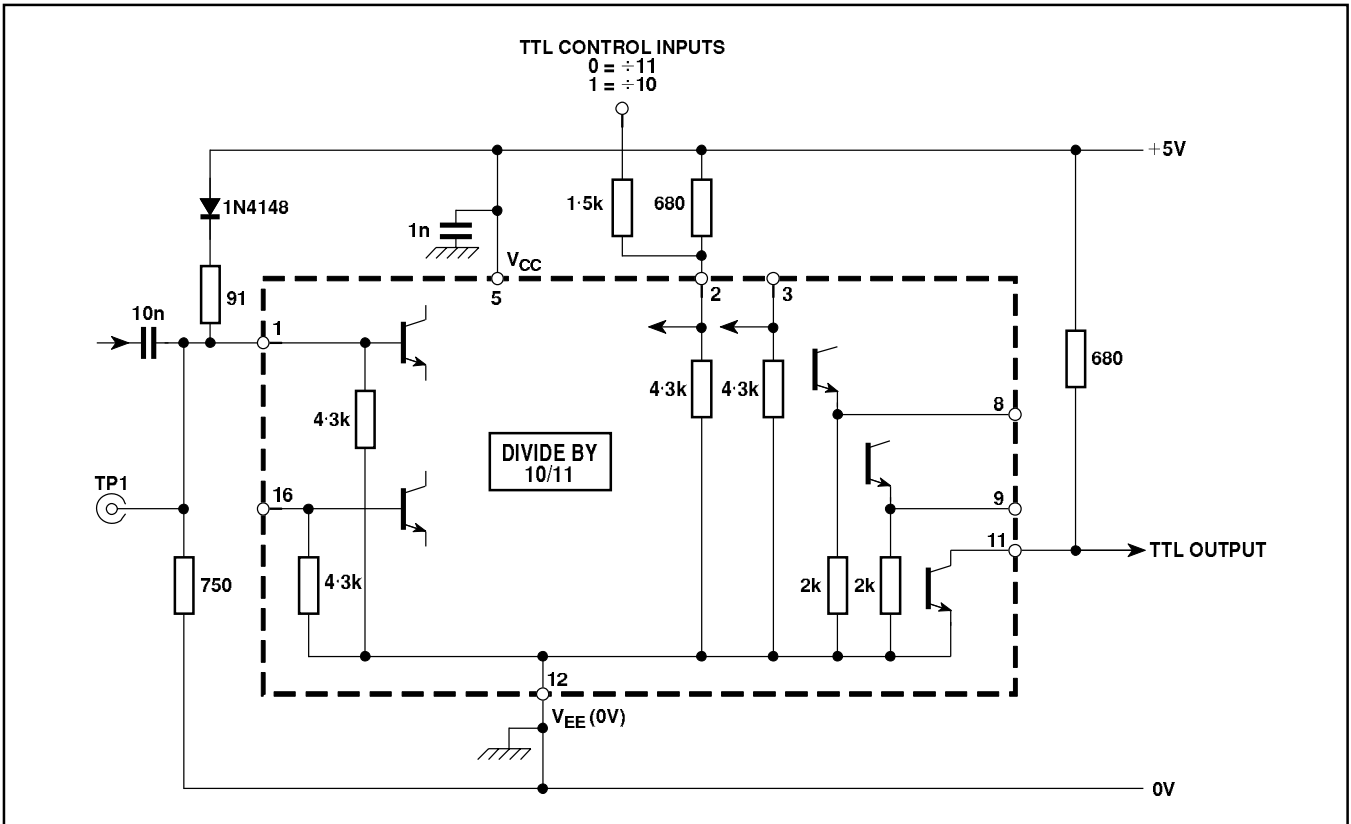 TTL CONTROL INPUTS
0 = ÷11
1 = ÷10
+5V
1N4148
1·5k
680
1n
VCC
5
2
3
91
10n
1
680
4·3k
4·3k
4·3k
8
DIVIDE BY
10/11
TP1
16
9
11
TTL OUTPUT
750
4·3k
2k
2k
12
VEE (0V)
0V